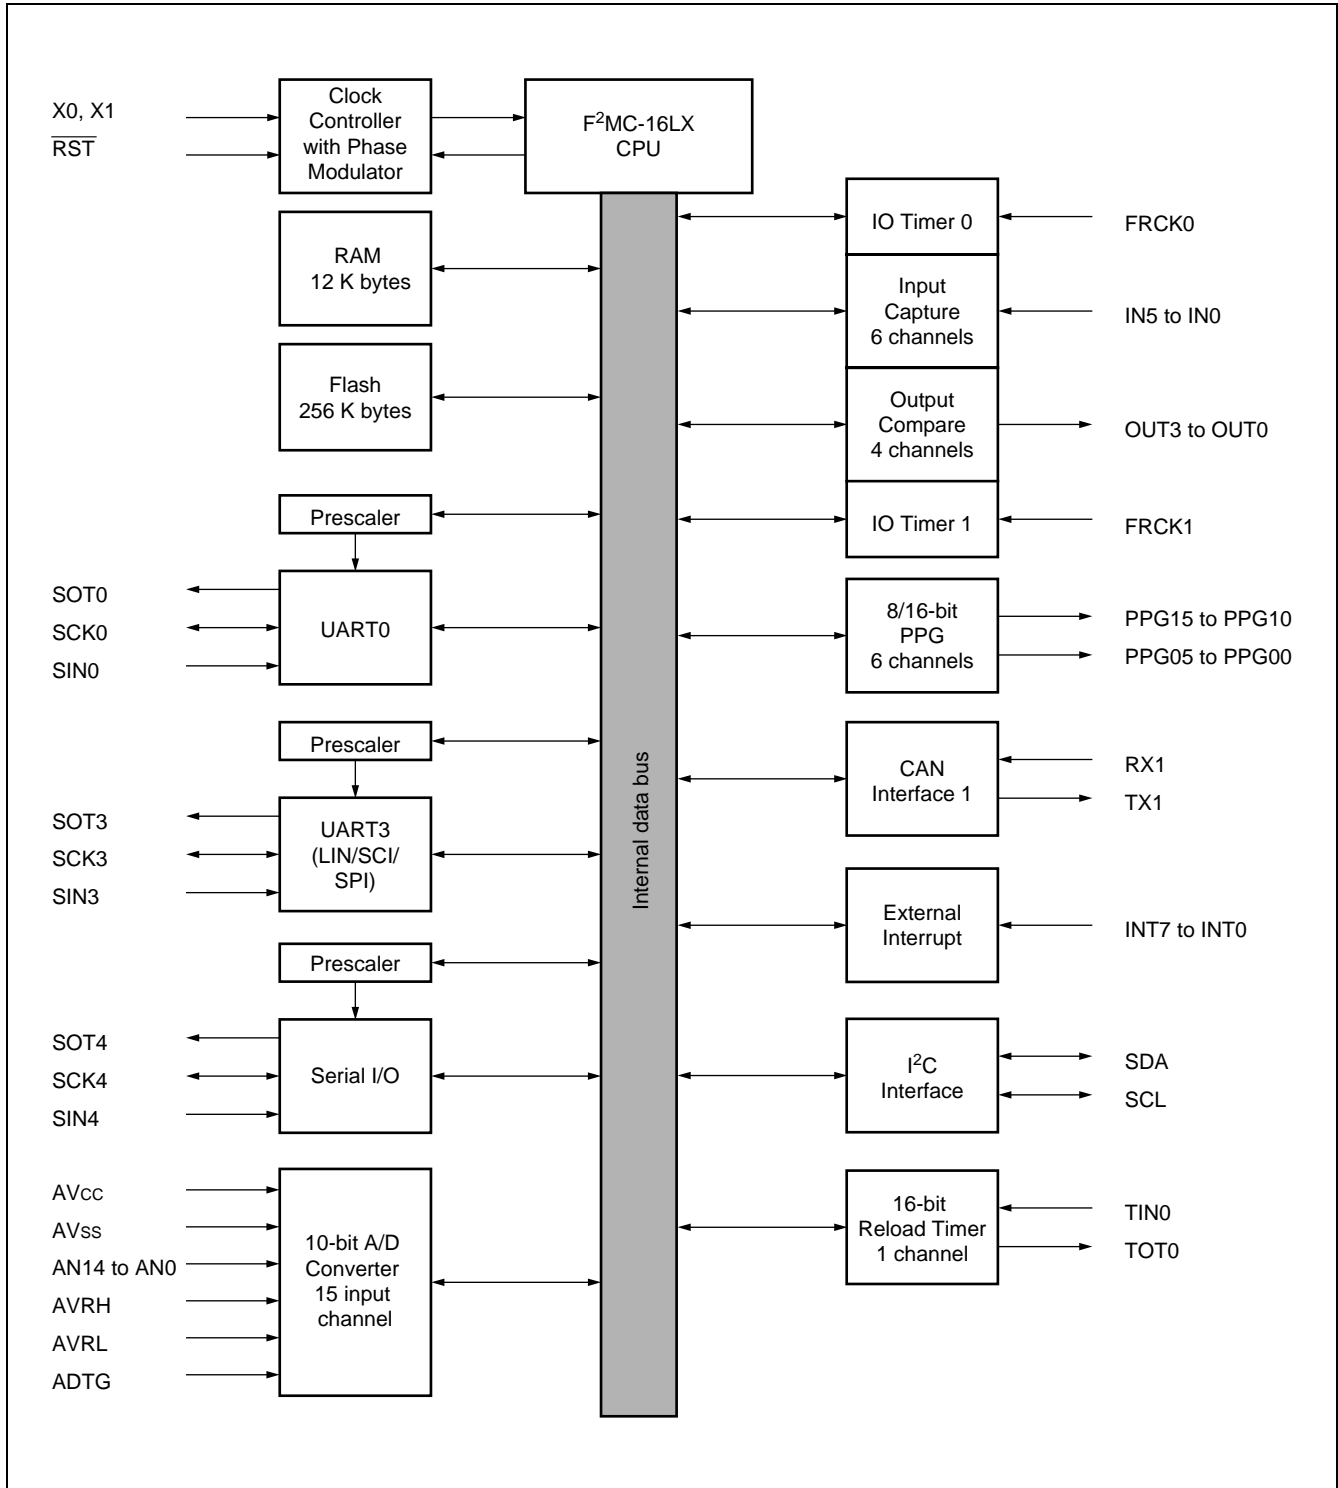 X0, X1
RST
Clock
Controller
with Phase
Modulator
F²MC-16LX
CPU
RAM
12 K bytes
Flash
256 K bytes
Prescaler
SOT0
SCK0
SIN0
UART0
Prescaler
SOT3
SCK3
SIN3
UART3
(LIN/SCI/
SPI)
Prescaler
SOT4
SCK4
SIN4
Serial I/O
AVCC
AVSS
AN14 to AN0
AVRH
AVRL
ADTG
10-bit A/D
Converter
15 input
channel
Internal data bus
IO Timer 0
FRCK0
Input
Capture
6 channels
IN5 to IN0
Output
Compare
4 channels
OUT3 to OUT0
IO Timer 1
FRCK1
8/16-bit
PPG
6 channels
PPG15 to PPG10
PPG05 to PPG00
CAN
Interface 1
RX1
TX1
External
Interrupt
INT7 to INT0
I²C
Interface
SDA
SCL
16-bit
Reload Timer
1 channel
TIN0
TOT0